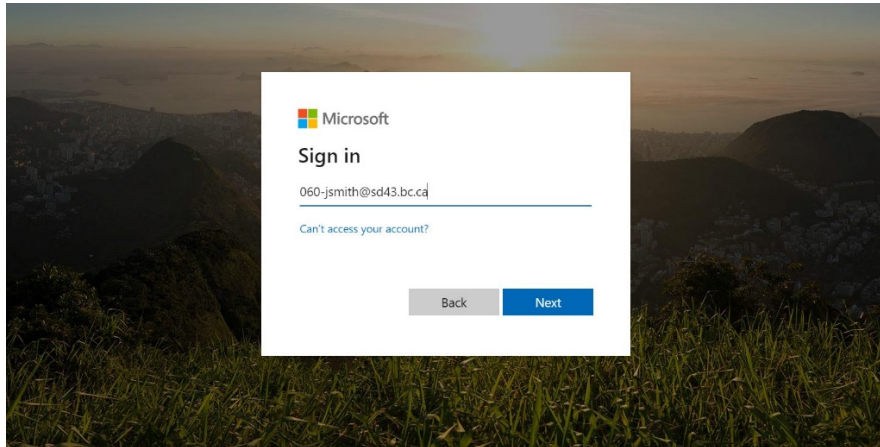 Microsoft
Sign in
060-jsmith@sd43.bc.ca
Can't access your account?
Back Next